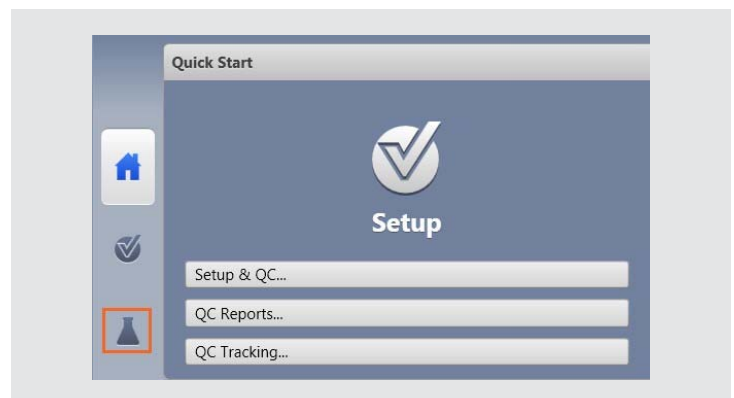 Quick Start
Setup
Setup & QC...
QC Reports...
QC Tracking...